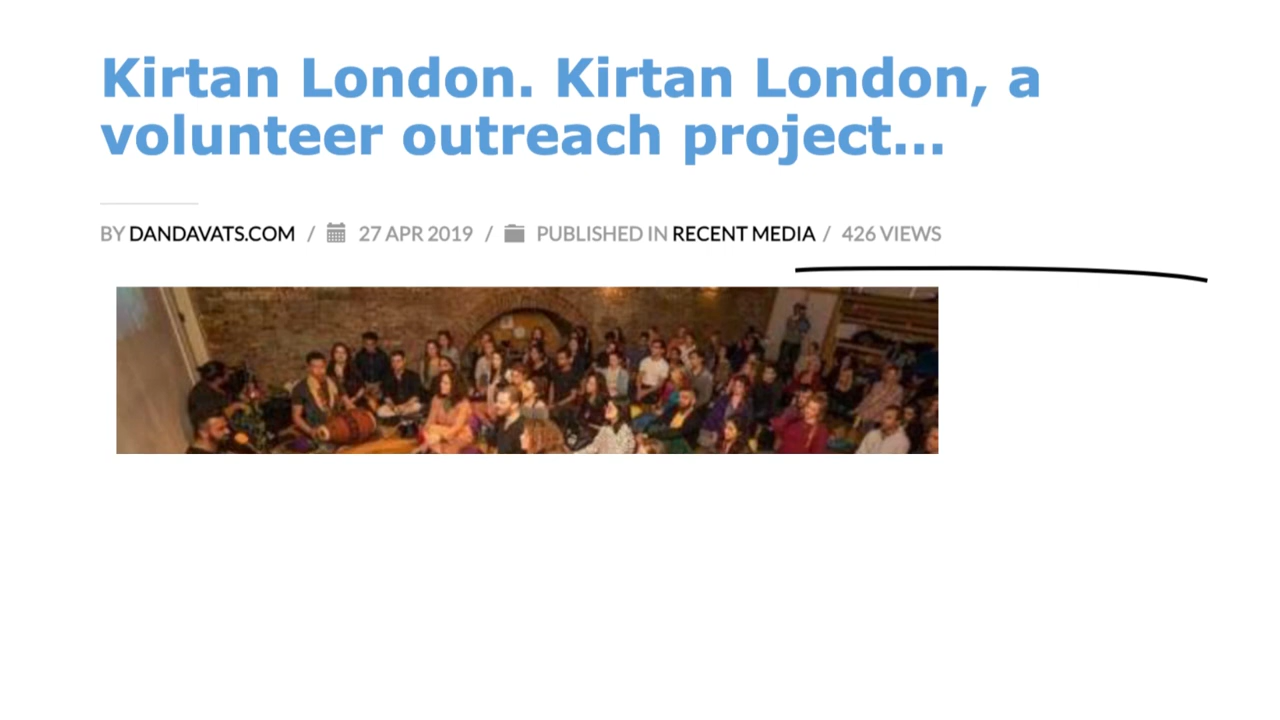 Kirtan London. Kirtan London, a
volunteer outreach project...
BY DANDAVATS.COM / 27 APR 2019 / PUBLISHED IN RECENT MEDIA / 426 VIEWS